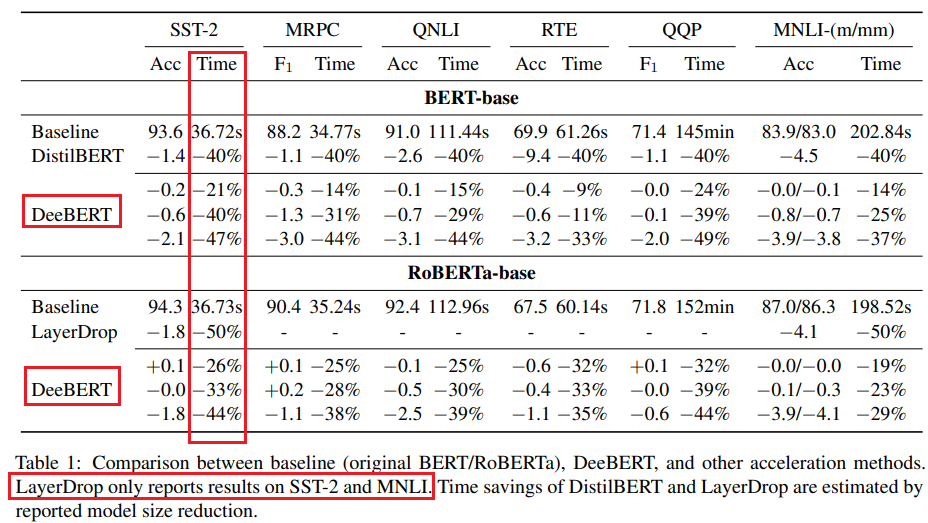 SST-2 MRPC QNLI RTE QQP MNLI-(m/mm)
Acc Time F1 Time Acc Time Acc Time F1 Time Acc Time
BERT-base
Baseline 93.6 36.72s 88.2 34.77s 91.0 111.44s 69.9 61.26s 71.4 145min 83.9/83.0 202.84s
DistilBERT −1.4 −40% −1.1 −40% −2.6 −40% −9.4 −40% −1.1 −40% −4.5 −40%
−0.2 −21% −0.3 −14% −0.1 −15% −0.4 −9% −0.0 −24% −0.0/−0.1 −14%
DeeBERT −0.6 −40% −1.3 −31% −0.7 −29% −0.6 −11% −0.1 −39% −0.8/−0.7 −25%
−2.1 −47% −3.0 −44% −3.1 −44% −3.2 −33% −2.0 −49% −3.9/−3.8 −37%
RoBERTa-base
Baseline 94.3 36.73s 90.4 35.24s 92.4 112.96s 67.5 60.14s 71.8 152min 87.0/86.3 198.52s
LayerDrop −1.8 −50% - - - - - - - - −4.1 −50%
+0.1 −26% +0.1 −25% −0.1 −25% −0.6 −32% +0.1 −32% −0.0/−0.0 −19%
DeeBERT −0.0 −33% +0.2 −28% −0.5 −30% −0.4 −33% −0.0 −39% −0.1/−0.3 −23%
−1.8 −44% −1.1 −38% −2.5 −39% −1.1 −35% −0.6 −44% −3.9/−4.1 −29%
Table 1: Comparison between baseline (original BERT/RoBERTa), DeeBERT, and other acceleration methods.
LayerDrop only reports results on SST-2 and MNLI. Time savings of DistilBERT and LayerDrop are estimated by
reported model size reduction.